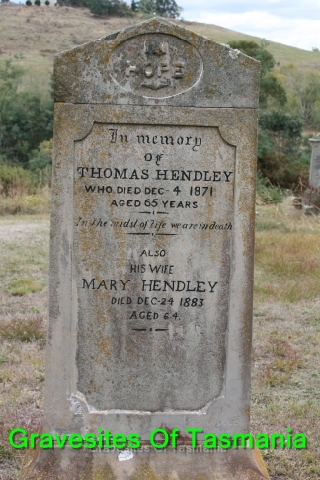 IN
HOPE
In memory
of
THOMAS HENDLEY
WHO DIED DEC- 4 1871
AGED 65 YEARS
In the midst of life we are in death
ALSO
HIS WIFE
MARY HENDLEY
DIED DEC-24 1883
AGED 64.
Gravesites Of Tasmania